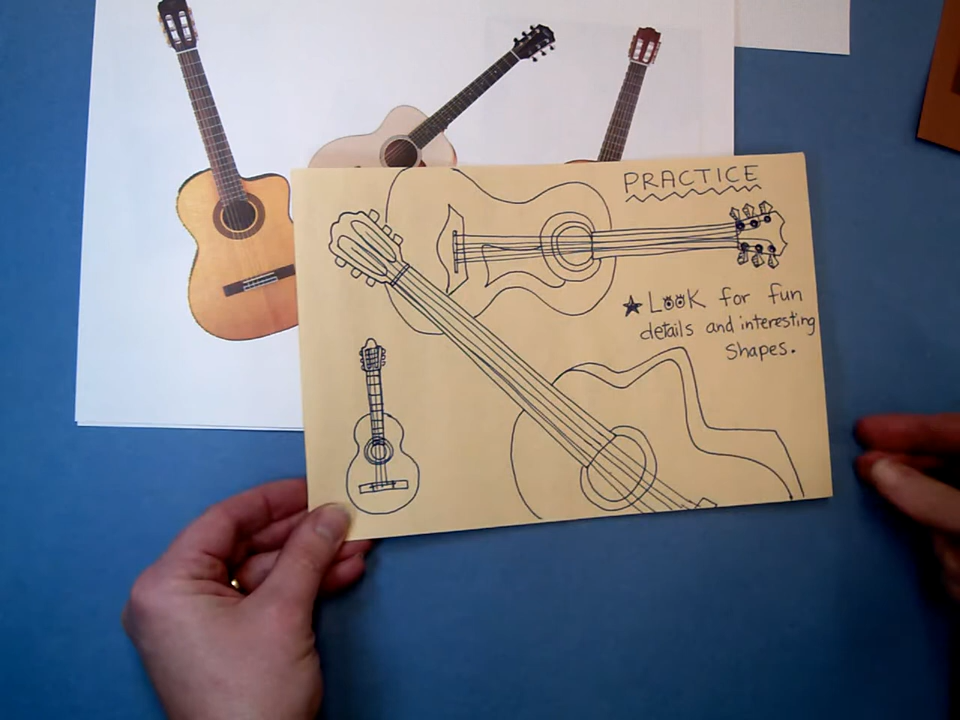 PRACTICE
★ Look for fun
details and interesting
shapes.